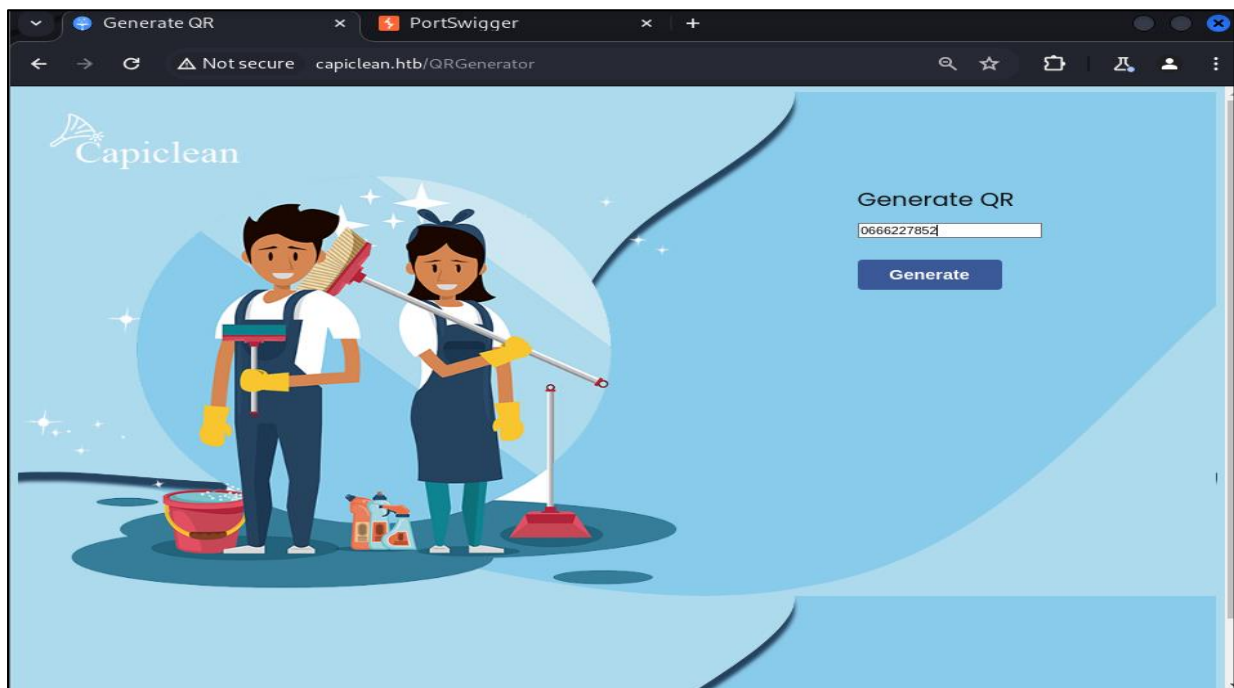 Generate QR
PortSwigger
Not secure
capiclean.htb/QRGenerator
Capiclean
Generate QR
0666227852
Generate